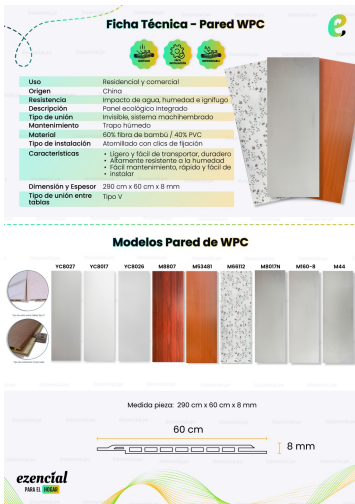 Ficha Técnica - Pared WPC
Uso Residencial y comercial
Origen China
Resistencia Impacto de agua, humedad e ignífugo
Descripción Panel ecológico integrado
Tipo de unión Invisible, sistema machihembrado
Mantenimiento Trapo húmedo
Material 60% fibra de bambú / 40% PVC
Tipo de instalación Atornillado con clics de fijación
Características • Ligero y fácil de transportar, duradero
• Altamente resistente a la humedad
• Fácil mantenimiento, rápido y fácil de
• instalar
Dimensión y Espesor 290 cm x 60 cm x 8 mm
Tipo de unión entre tablas Tipo V
Modelos Pared de WPC
YC8027 YC8017 YC8026 M9807 M53481 M66112 M8017N M160-8 M44
Medida pieza: 290 cm x 60 cm x 8 mm
60 cm
8 mm
ezencial
PARA EL HOGAR